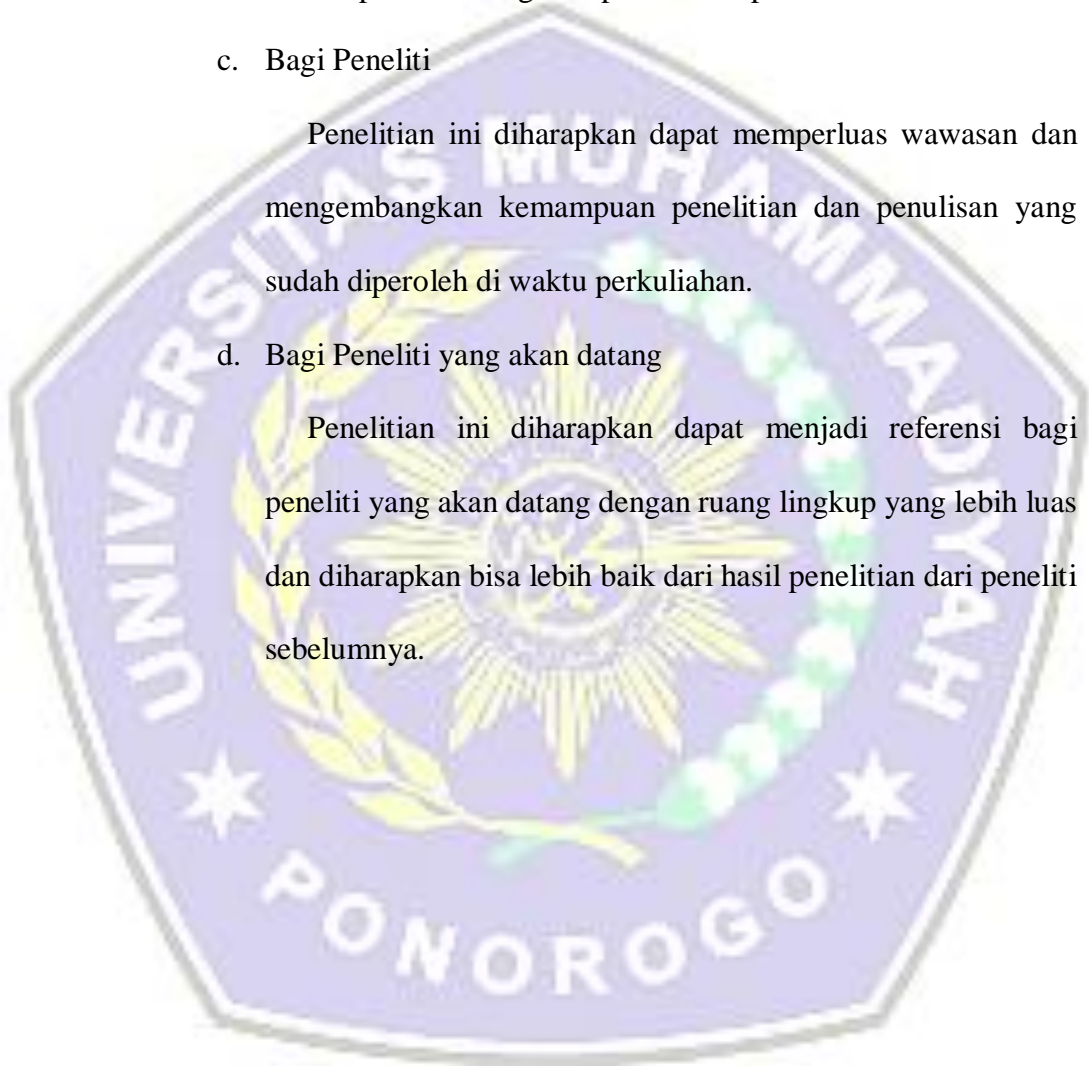 c. Bagi Peneliti
Penelitian ini diharapkan dapat memperluas wawasan dan
mengembangkan kemampuan penelitian dan penulisan yang
sudah diperoleh di waktu perkuliahan.
d. Bagi Peneliti yang akan datang
Penelitian ini diharapkan dapat menjadi referensi bagi
peneliti yang akan datang dengan ruang lingkup yang lebih luas
dan diharapkan bisa lebih baik dari hasil penelitian dari peneliti
sebelumnya.
UNIVERSITAS MUHAMMADIYAH
PONOROGO